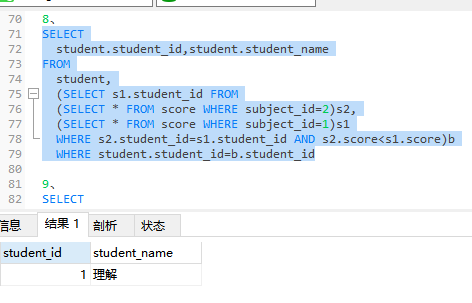 70 8、
71 SELECT
72 student.student_id,student.student_name
73 FROM
74 student,
75 (SELECT s1.student_id FROM
76 (SELECT * FROM score WHERE subject_id=2)s2,
77 (SELECT * FROM score WHERE subject_id=1)s1
78 WHERE s2.student_id=s1.student_id AND s2.score<s1.score)b
79 WHERE student.student_id=b.student_id
80
81 9、
82 SELECT
信息 结果 1 剖析 状态
student_id student_name
1 理解